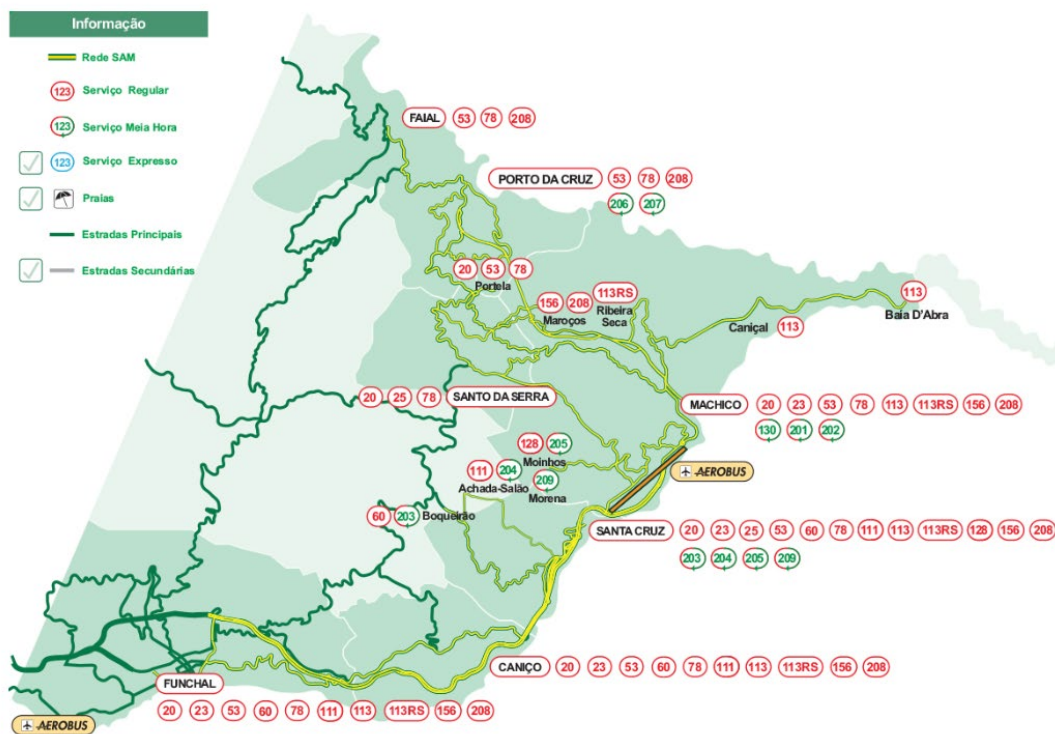 Informação
Rede SAM
123 Serviço Regular
123 Serviço Meia Hora
123 Serviço Expresso
Praias
Estradas Principais
Estradas Secundárias
FAIAL 53 78 208
PORTO DA CRUZ 53 78 208
206 207
20 53 78
Portela
156 208 113RS
Maroços
Ribeira
Seca
113
Baía D'Abra
Caniçal 113
20 25 78 SANTO DA SERRA
MACHICO 20 23 53 78 113 113RS 156 208
130 201 202
128 205
Moinhos
111 204
Achada-Salão
209
Morena
AEROBUS
60 203 Boqueirão
SANTA CRUZ 20 23 25 53 60 78 111 113 113RS 128 156 208
203 204 205 209
CANIÇO 20 23 53 60 78 111 113 113RS 156 208
FUNCHAL
20 23 53 60 78 111 113 113RS 156 208
AEROBUS